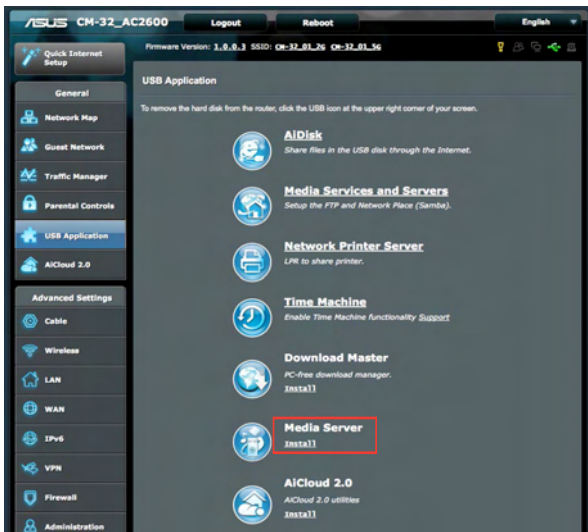 ASUS CM-32_AC2600
Logout
Reboot
English
Quick Internet
Setup
Firmware Version: 1.0.0.3 SSID: CM-32_01_2G CM-32_01_5G
General
Network Map
Guest Network
Traffic Manager
Parental Controls
USB Application
AiCloud 2.0
Advanced Settings
Cable
Wireless
LAN
WAN
IPv6
VPN
Firewall
Administration
USB Application
To remove the hard disk from the router, click the USB icon at the upper right corner of your screen.
AiDisk
Share files in the USB disk through the Internet.
Media Services and Servers
Setup the FTP and Network Place (Samba).
Network Printer Server
LPR to share printer.
Time Machine
Enable Time Machine functionality Support
Download Master
PC-free download manager.
Install
Media Server
Install
AiCloud 2.0
AiCloud 2.0 utilities
Install